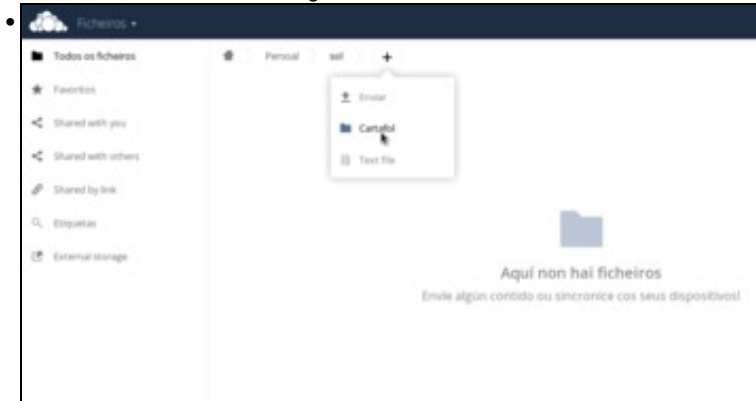 Ficheiros
Todos os ficheiros
Favoritos
Shared with you
Shared with others
Shared by link
Etiquetas
External storage
Persoal
sol
+
Enviar
Cartafol
Text file
Aquí non hai ficheiros
Envíe algún contido ou sincronice cos seus dispositivos!